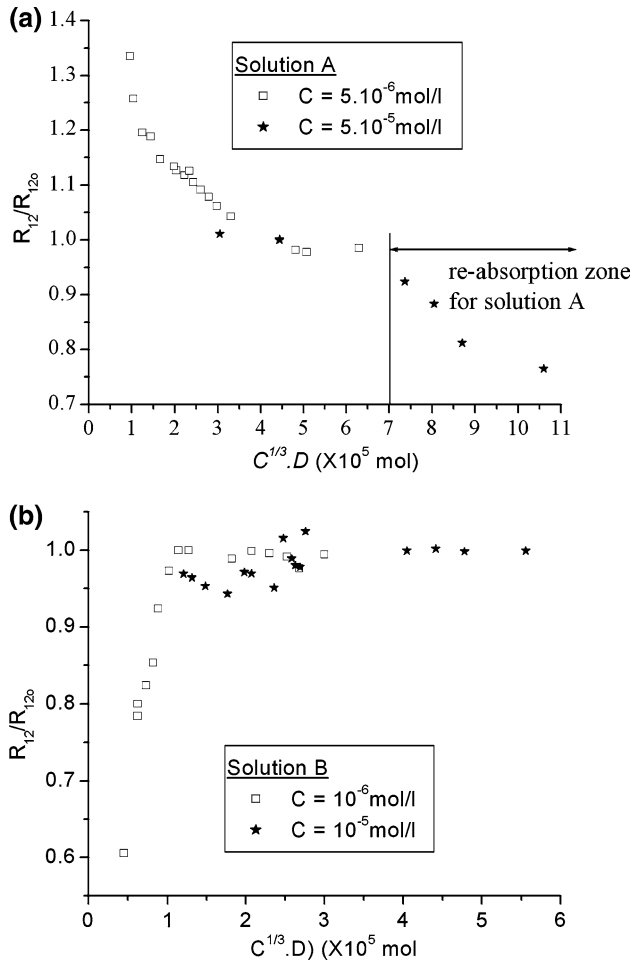 (a)
1.4
1.3
1.2
1.1
1.0
0.9
0.8
0.7
R12/R12o
Solution A
C = 5.10-6mol/l
C = 5.10-5mol/l
re-absorption zone
for solution A
0 1 2 3 4 5 6 7 8 9 10 11
C1/3.D (X105 mol)
(b)
1.0
0.9
0.8
0.7
0.6
R12/R12o
Solution B
C = 10-6mol/l
C = 10-5mol/l
0 1 2 3 4 5 6
C1/3.D) (X105 mol